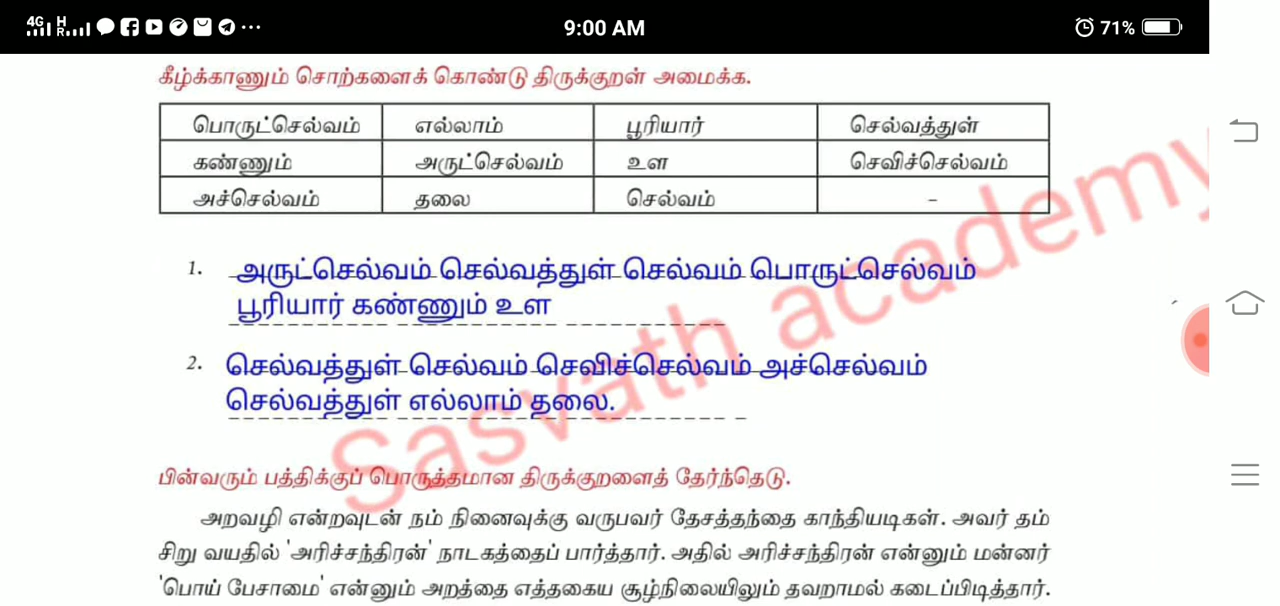 4G H R 9:00 AM 71%
கீழ்க்காணும் சொற்களைக் கொண்டு திருக்குறள் அமைக்க.
பொருட்செல்வம் எல்லாம் பூரியார் செல்வத்துள்
கண்ணும் அருட்செல்வம் உள செவிச்செல்வம்
அச்செல்வம் தலை செல்வம் -
1. அருட்செல்வம் செல்வத்துள் செல்வம் பொருட்செல்வம்
பூரியார் கண்ணும் உள
2. செல்வத்துள் செல்வம் செவிச்செல்வம் அச்செல்வம்
செல்வத்துள் எல்லாம் தலை.
Sasvath academy
பின்வரும் பத்திக்குப் பொருத்தமான திருக்குறளைத் தேர்ந்தெடு.
அறவழி என்றவுடன் நம் நினைவுக்கு வருபவர் தேசத்தந்தை காந்தியடிகள். அவர் தம்
சிறு வயதில் 'அரிச்சந்திரன்' நாடகத்தைப் பார்த்தார். அதில் அரிச்சந்திரன் என்னும் மன்னர்
'பொய் பேசாமை' என்னும் அறத்தை எத்தகைய சூழ்நிலையிலும் தவறாமல் கடைப்பிடித்தார்.